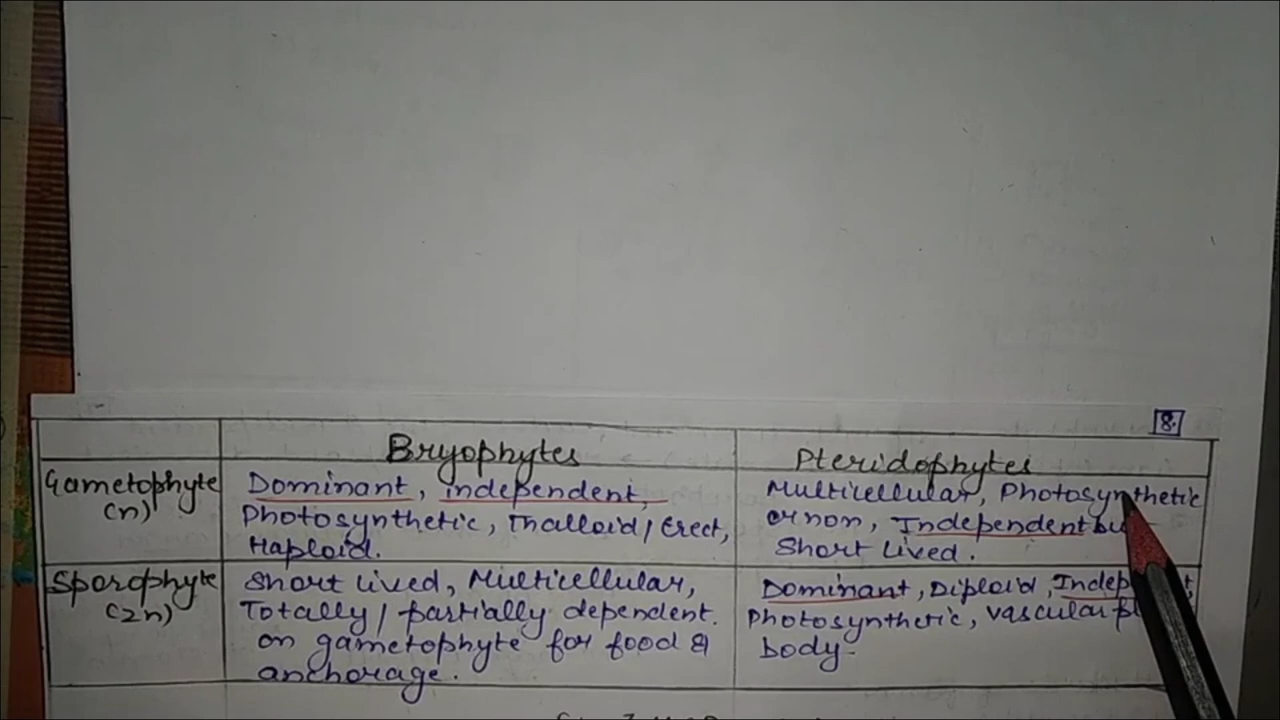 8.
Bryophytes
Pteridophytes
Gametophyte
(n)
Dominant, independent,
Photosynthetic, Thalloid / Erect,
Haploid.
Multicellular, Photosynthetic
or non, Independent
Short Lived.
Sporophyte
(2n)
Short lived, Multicellular,
Totally / partially dependent.
on gametophyte for food &
anchorage.
Dominant, Diploid,
Photosynthetic, vascular
body.